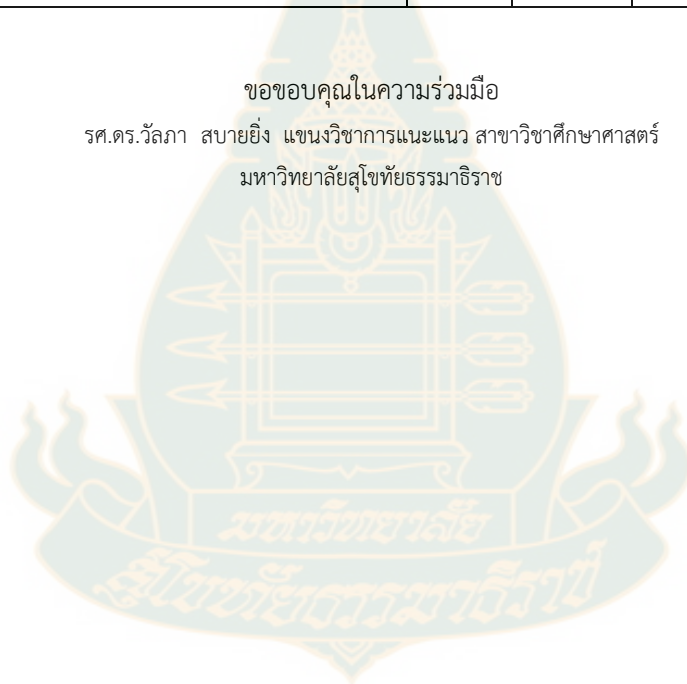 ขอขอบคุณในความร่วมมือ
รศ.ดร.วัลภา สบายยิ่ง แขนงวิชาการแนะแนว สาขาวิชาศึกษาศาสตร์
มหาวิทยาลัยสุโขทัยธรรมาธิราช
มหาวิทยาลัย
สุโขทัยธรรมาธิราช